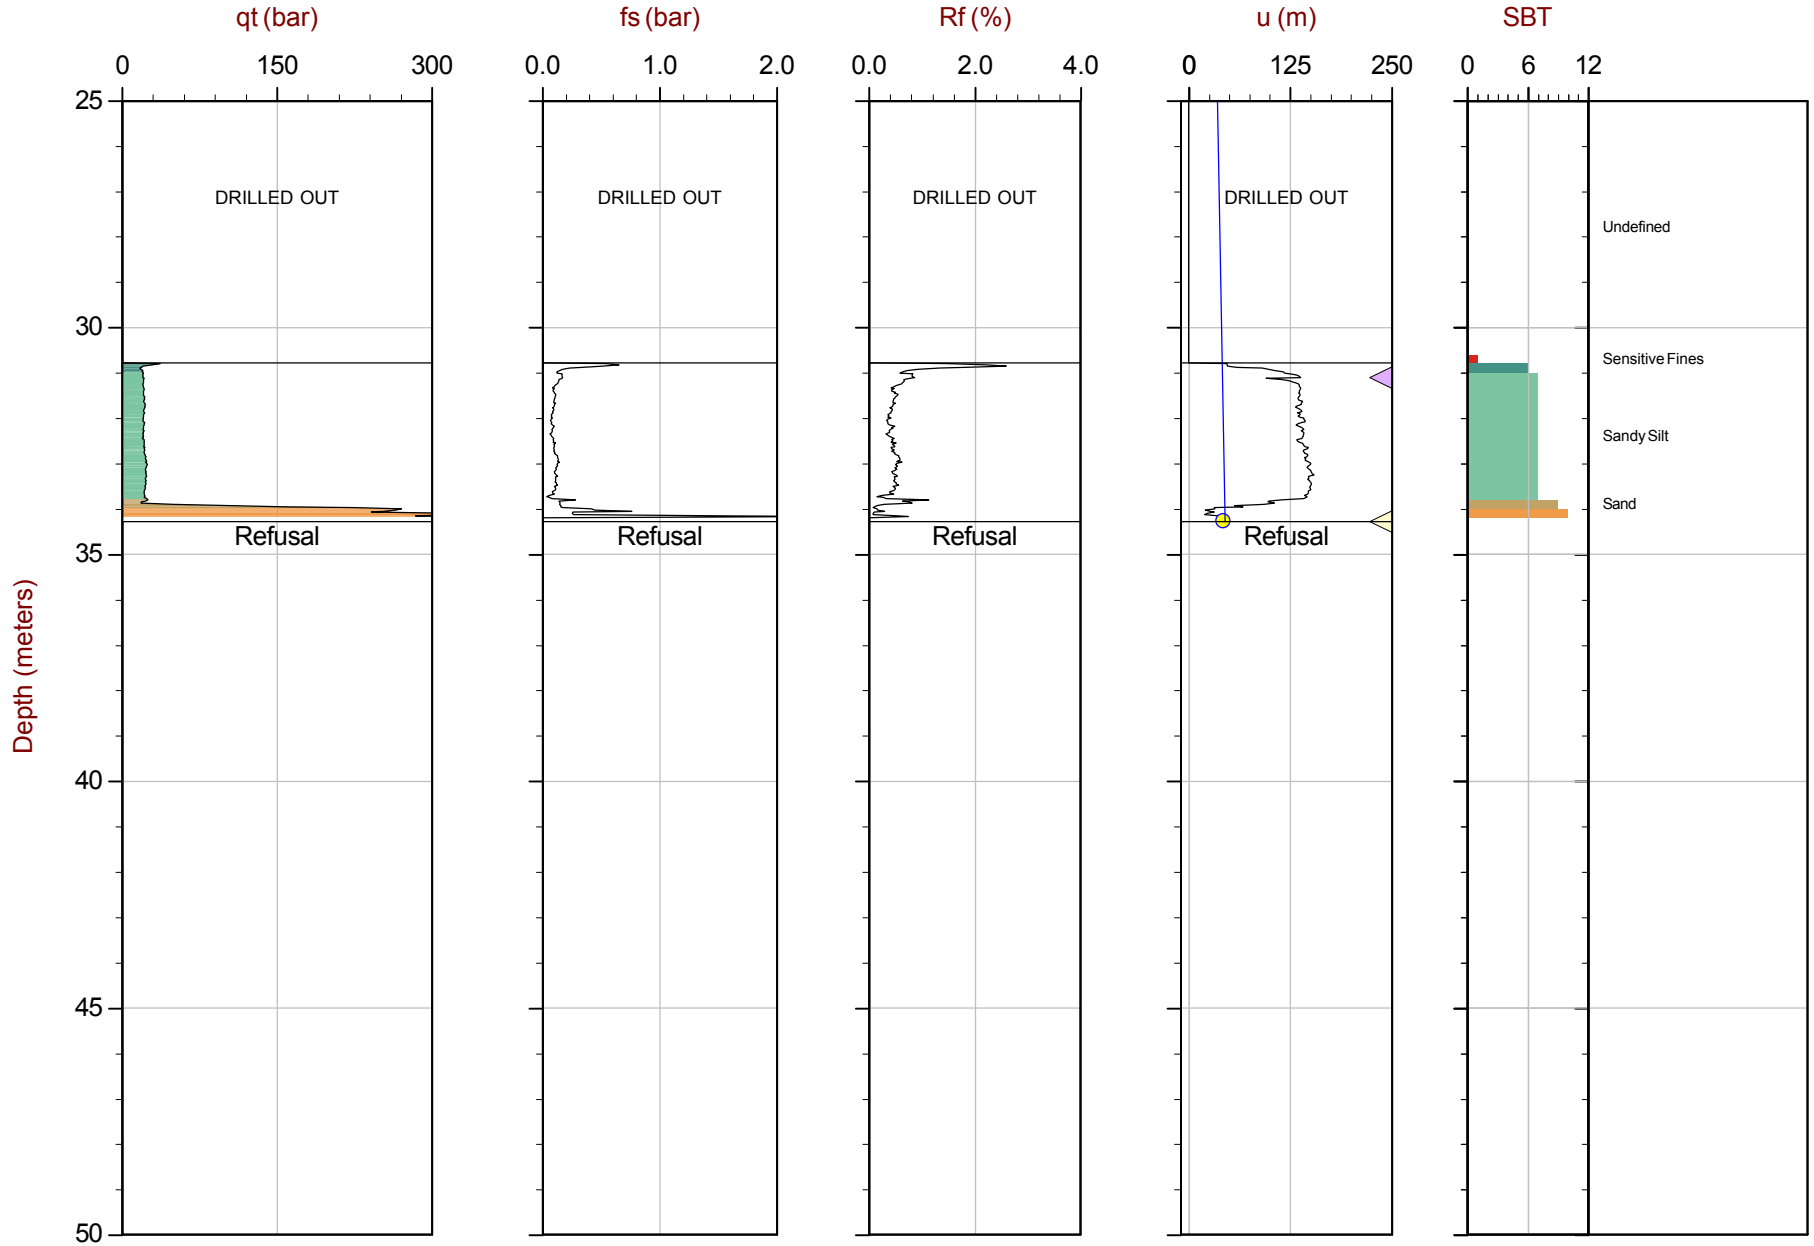 qt (bar) fs (bar) Rf (%) u (m) SBT
0 150 300 0.0 1.0 2.0 0.0 2.0 4.0 0 125 250 0 6 12
25
DRILLED OUT DRILLED OUT DRILLED OUT DRILLED OUT
Undefined
30
Sensitive Fines
Sandy Silt
Sand
Refusal Refusal Refusal Refusal
35
Depth (meters)
40
45
50